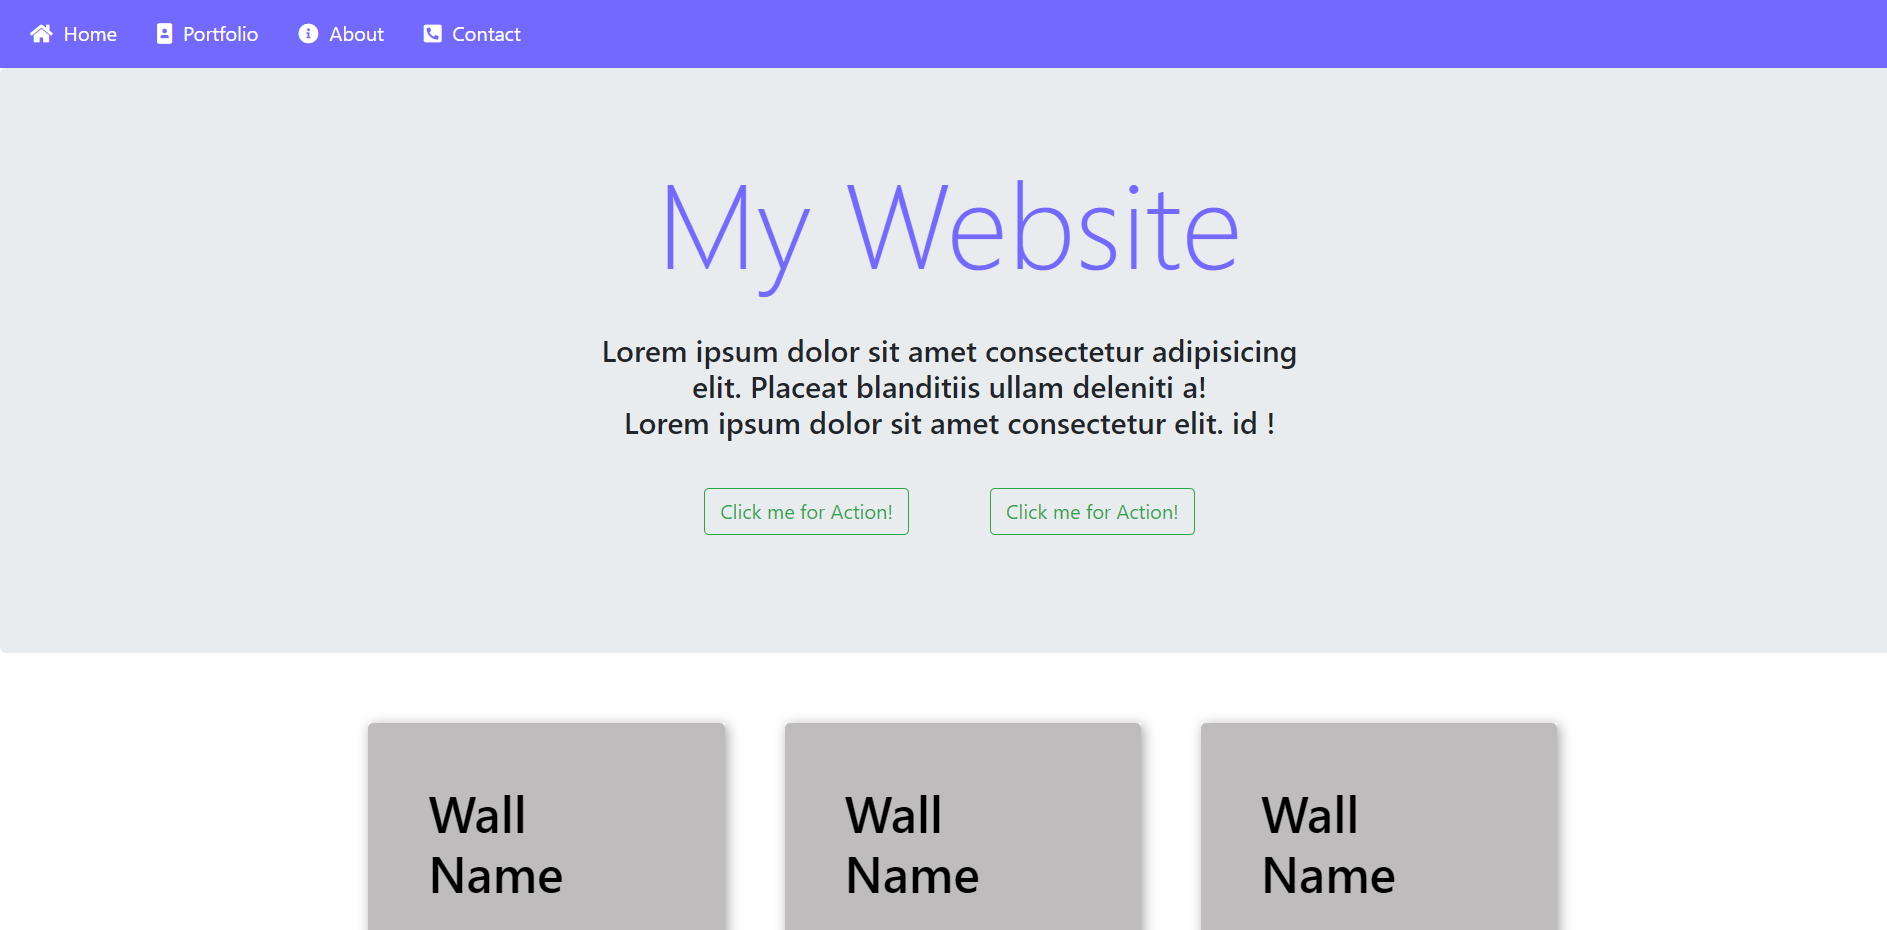 Home Portfolio About Contact
My Website
Lorem ipsum dolor sit amet consectetur adipisicing
elit. Placeat blanditiis ullam deleniti a!
Lorem ipsum dolor sit amet consectetur elit. id !
Click me for Action! Click me for Action!
Wall
Name
Wall
Name
Wall
Name